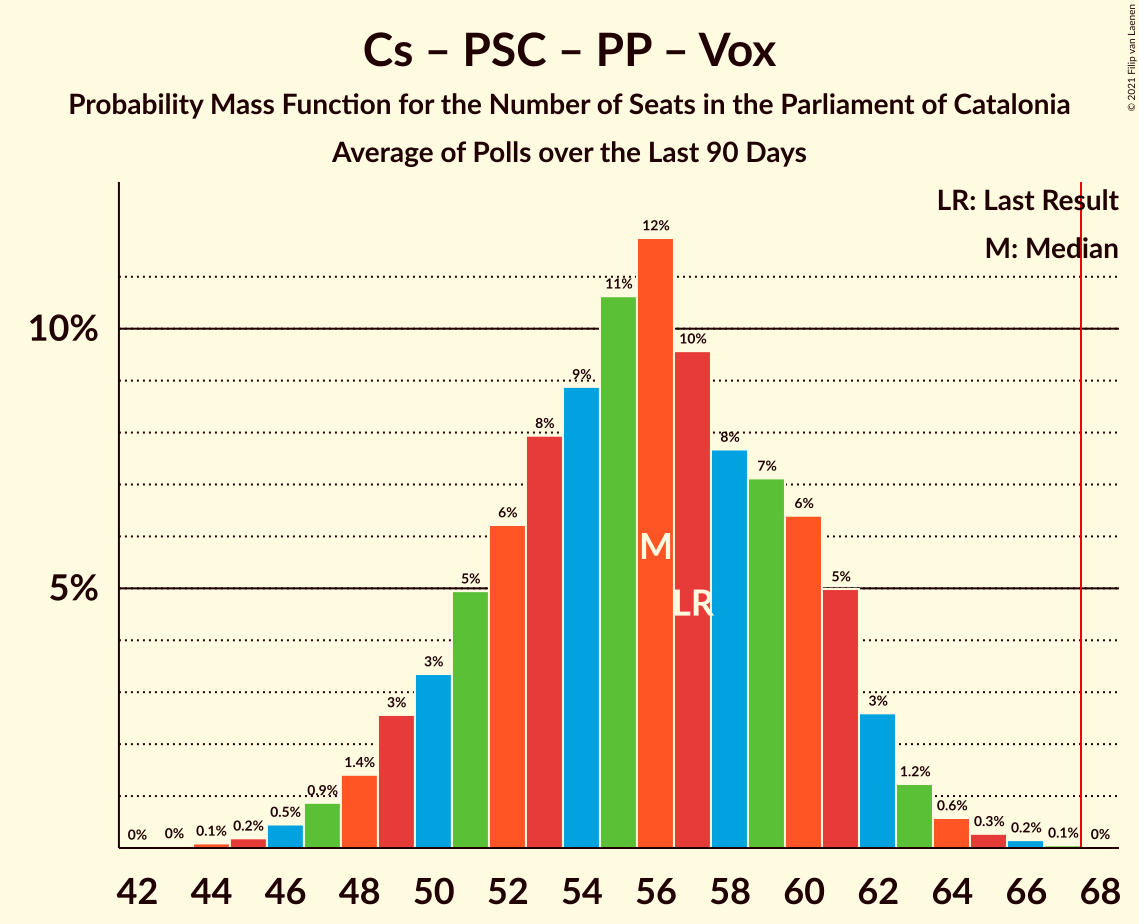 Cs – PSC – PP – Vox
Probability Mass Function for the Number of Seats in the Parliament of Catalonia
Average of Polls over the Last 90 Days
© 2021 Filip van Laenen
LR: Last Result
M: Median
10%
5%
0% 0% 0.1% 0.2% 0.5% 0.9% 1.4% 3% 3% 5% 6% 8% 9% 11% 12% 10% 8% 7% 6% 5% 3% 1.2% 0.6% 0.3% 0.2% 0.1% 0%
M
LR
42 44 46 48 50 52 54 56 58 60 62 64 66 68